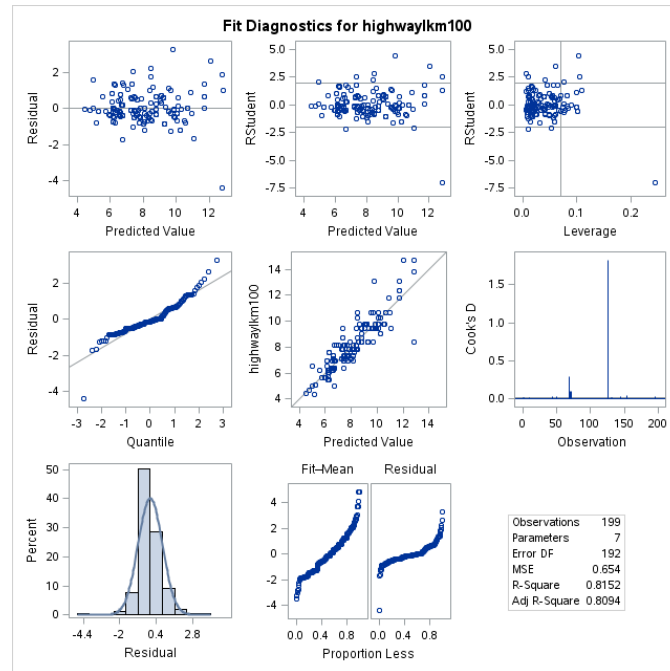 Fit Diagnostics for highwaylkm100
Residual
2
0
-2
-4
4 6 8 10 12
Predicted Value
RStudent
5.0
2.5
0.0
-2.5
-5.0
-7.5
4 6 8 10 12
Predicted Value
RStudent
5.0
2.5
0.0
-2.5
-5.0
-7.5
0.0 0.1 0.2
Leverage
Residual
2
0
-2
-4
-3 -2 -1 0 1 2 3
Quantile
highwaylkm100
14
12
10
8
6
4
4 6 8 10 12 14
Predicted Value
Cook's D
1.5
1.0
0.5
0.0
0 50 100 150 200
Observation
Percent
50
40
30
20
10
0
-4.4 -2 0.4 2.8
Residual
Fit–Mean Residual
4
2
0
-2
-4
0.0 0.4 0.8 0.0 0.4 0.8
Proportion Less
Observations 199
Parameters 7
Error DF 192
MSE 0.654
R-Square 0.8152
Adj R-Square 0.8094